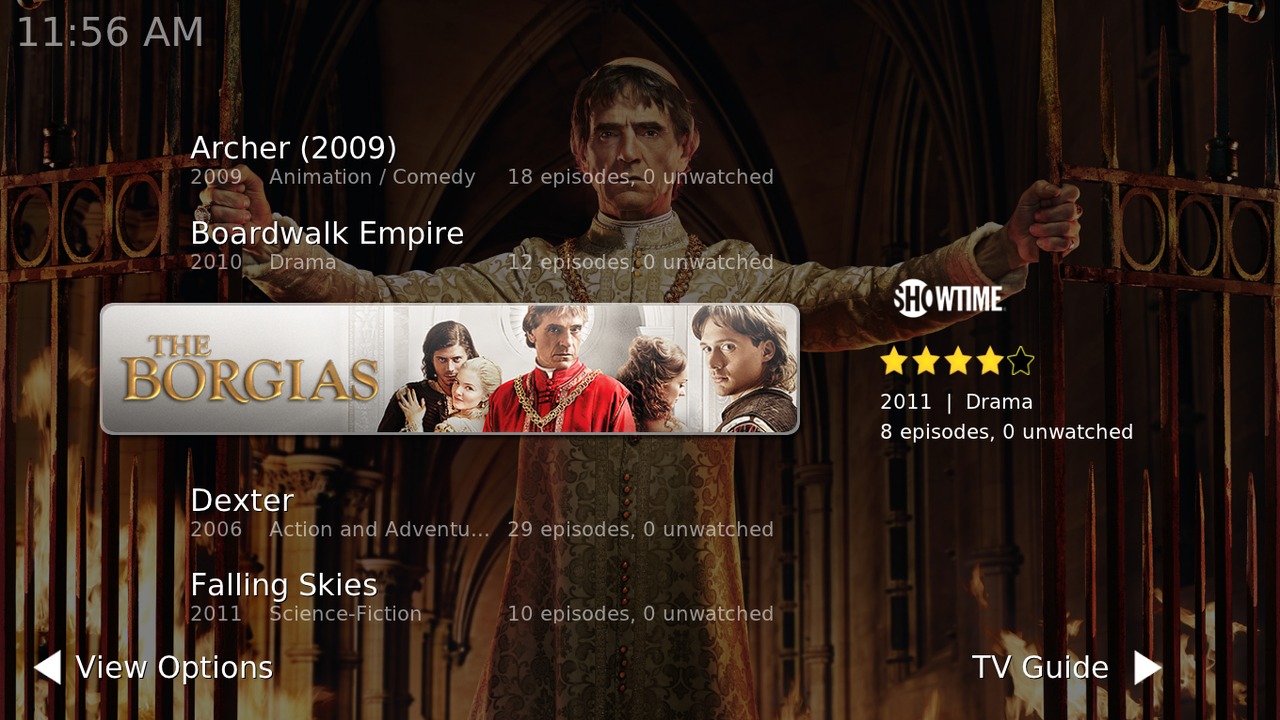 11:56 AM
Archer (2009)
2009 Animation / Comedy 18 episodes, 0 unwatched
Boardwalk Empire
2010 Drama 12 episodes, 0 unwatched
THE
BORGIAS
SHOWTIME
2011 | Drama
8 episodes, 0 unwatched
Dexter
2006 Action and Adventu... 29 episodes, 0 unwatched
Falling Skies
2011 Science-Fiction 10 episodes, 0 unwatched
View Options
TV Guide